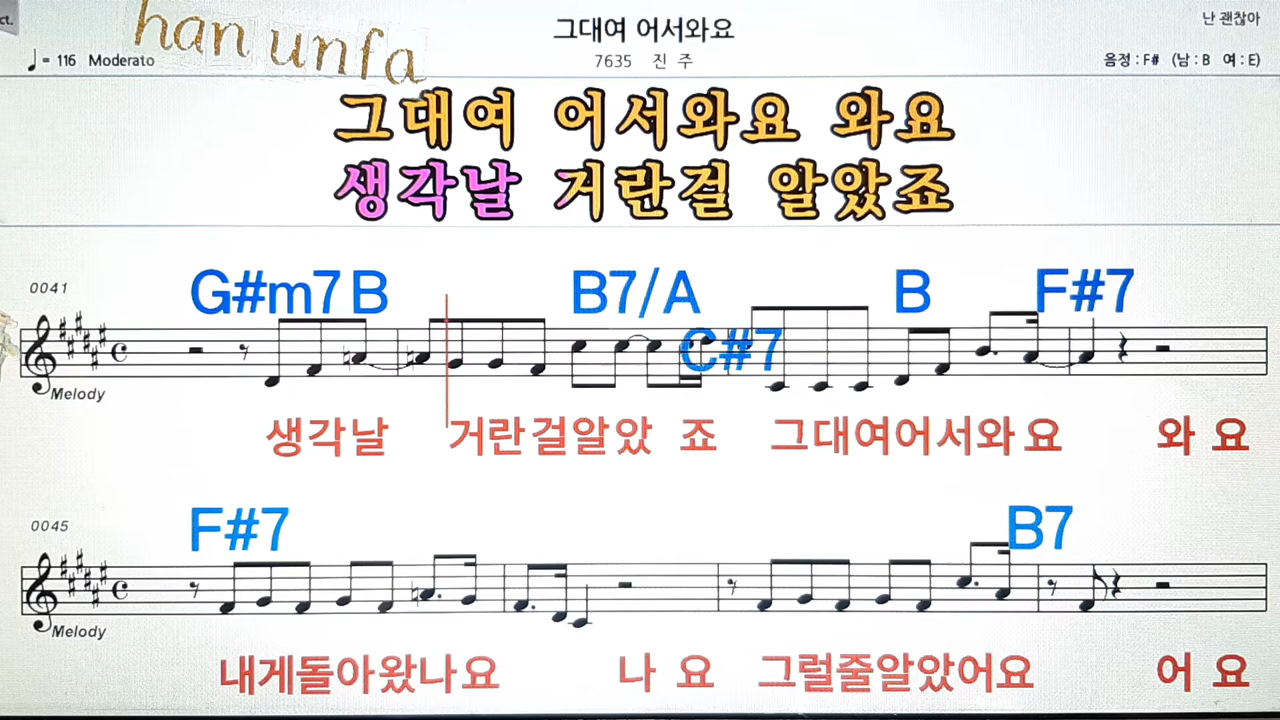 ct.
han unfa
그대여 어서와요
난 괜찮아
♩= 116 Moderato
7635 진 주
음정 : F# (남 : B 여 : E)
그대여 어서와요 와요
생각날 거란걸 알았죠
0041
G#m7 B B7/A C#7 B F#7
Melody
생각날 거란걸알았 죠 그대여어서와 요 와 요
0045
F#7 B7
Melody
내게돌아왔나요 나 요 그럴줄알았어요 어 요